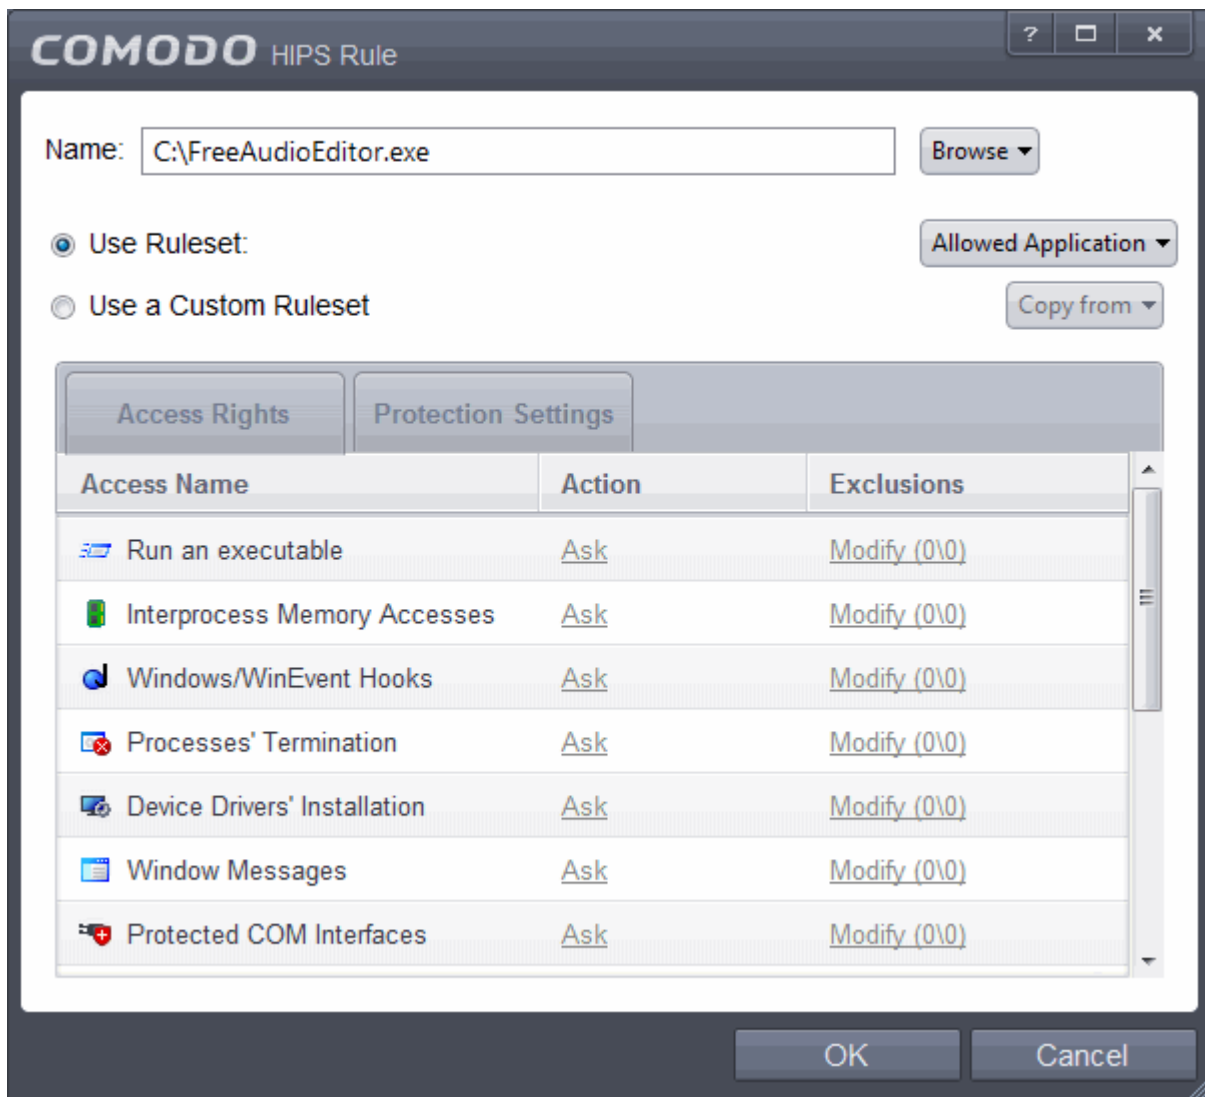 COMODO HIPS Rule
?
Name: C:\FreeAudioEditor.exe Browse
Use Ruleset: Allowed Application
Use a Custom Ruleset Copy from
Access Rights Protection Settings
Access Name Action Exclusions
Run an executable Ask Modify (0\0)
Interprocess Memory Accesses Ask Modify (0\0)
Windows/WinEvent Hooks Ask Modify (0\0)
Processes' Termination Ask Modify (0\0)
Device Drivers' Installation Ask Modify (0\0)
Window Messages Ask Modify (0\0)
Protected COM Interfaces Ask Modify (0\0)
OK Cancel